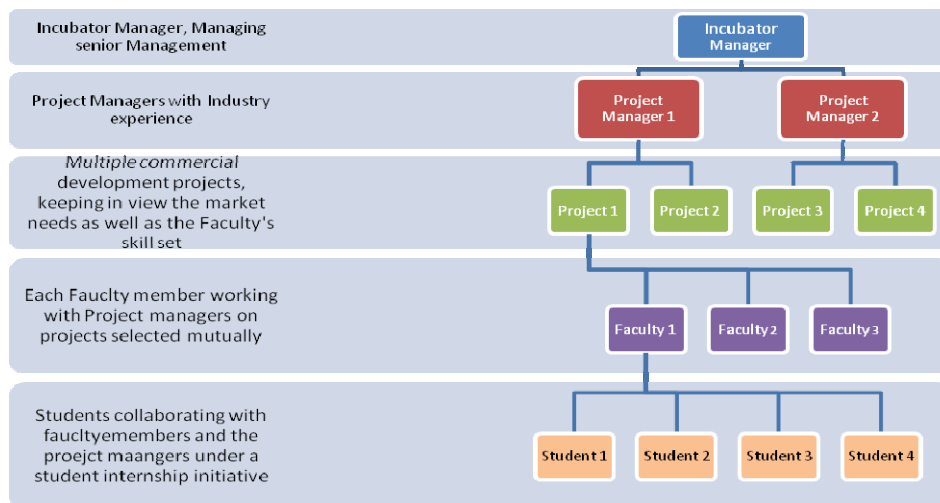 Incubator Manager, Managing
senior Management
Incubator
Manager
Project Managers with Industry
experience
Project
Manager 1
Project
Manager 2
Multiple commercial
development projects,
keeping in view the market
needs as well as the Faculty's
skill set
Project 1
Project 2
Project 3
Project 4
Each Fauclty member working
with Project managers on
projects selected mutually
Faculty 1
Faculty 2
Faculty 3
Students collaborating with
faucltyemembers and the
proejct maangers under a
student internship initiative
Student 1
Student 2
Student 3
Student 4